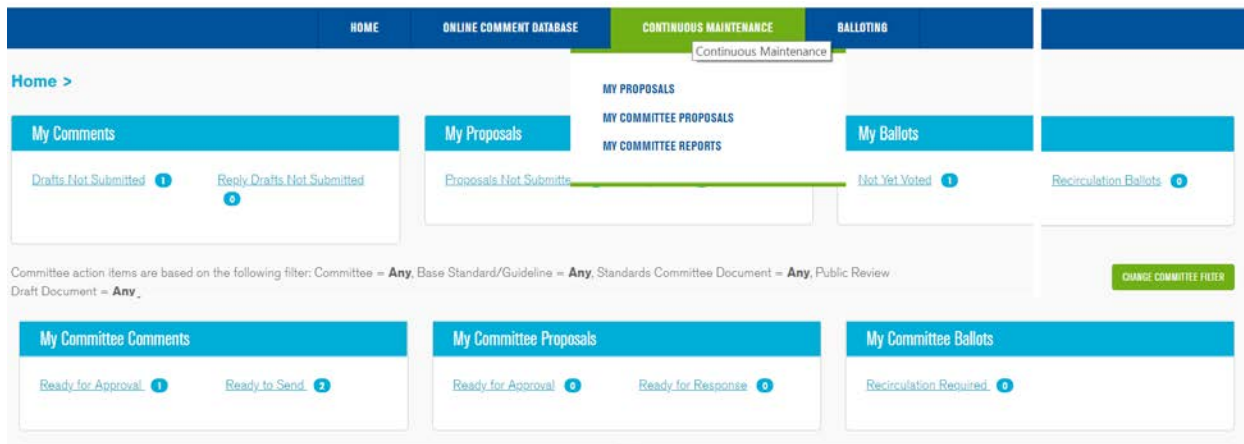 HOME ONLINE COMMENT DATABASE CONTINUOUS MAINTENANCE BALLOTING
Continuous Maintenance
Home >
MY PROPOSALS
MY COMMITTEE PROPOSALS
MY COMMITTEE REPORTS
My Comments
Drafts Not Submitted 1 Reply Drafts Not Submitted
0
My Proposals
Proposals Not Submitte
My Ballots
Not Yet Voted 1 Recirculation Ballots 0
Committee action items are based on the following filter: Committee = Any, Base Standard/Guideline = Any, Standards Committee Document = Any, Public Review
Draft Document = Any
CHANGE COMMITTEE FILTER
My Committee Comments
Ready for Approval 1 Ready to Send 2
My Committee Proposals
Ready for Approval 0 Ready for Response 0
My Committee Ballots
Recirculation Required 0